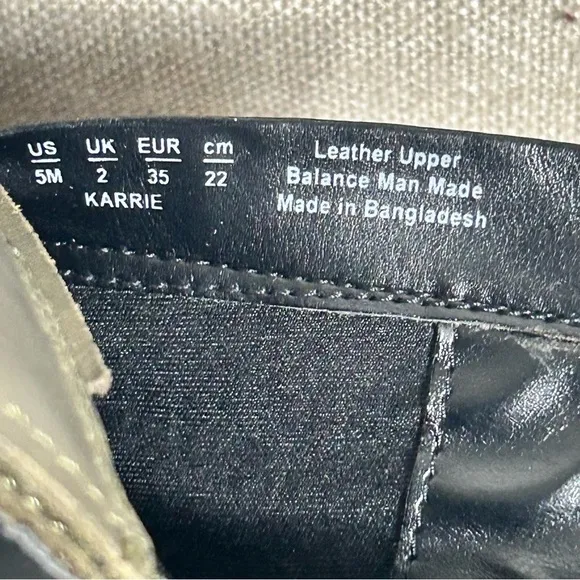 US UK EUR cm
5M 2 35 22
KARRIE
Leather Upper
Balance Man Made
Made in Bangladesh